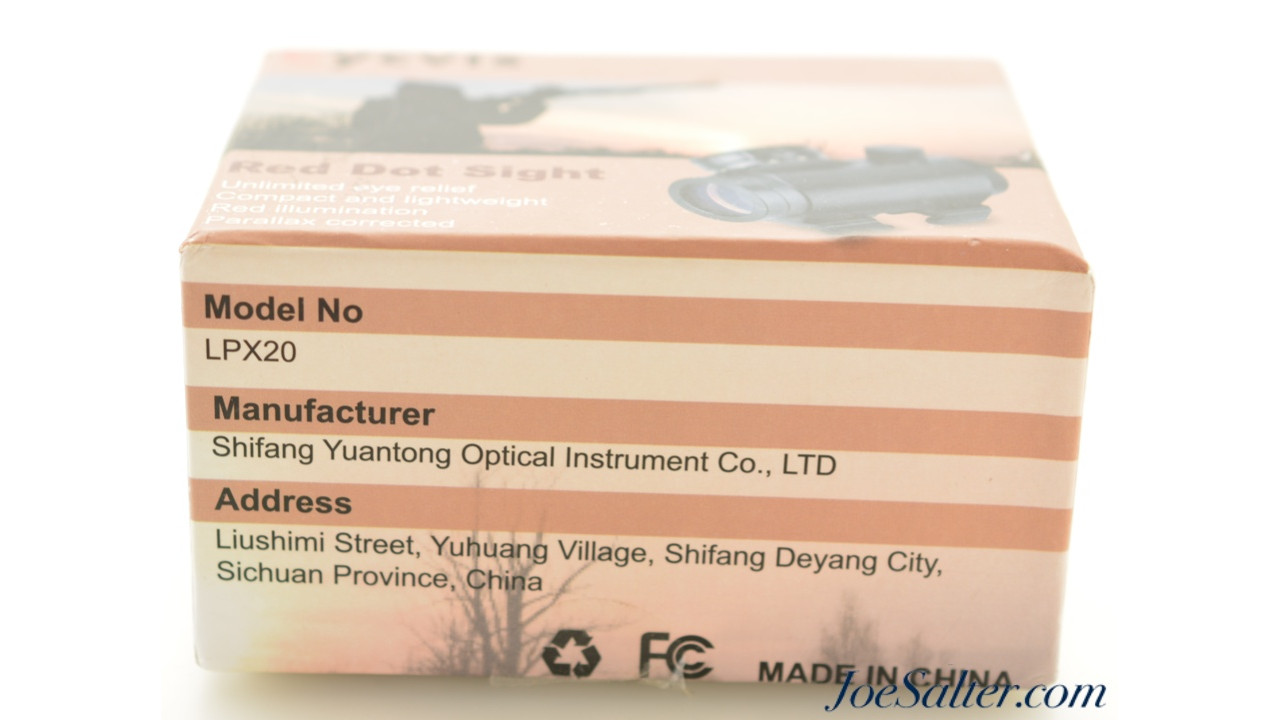 Red Dot Sight
Unlimited eye relief
Compact and lightweight
Red illumination
Parallax corrected
Model No
LPX20
Manufacturer
Shifang Yuantong Optical Instrument Co., LTD
Address
Liushimi Street, Yuhuang Village, Shifang Deyang City,
Sichuan Province, China
FC
MADE IN CHINA
JoeSalter.com